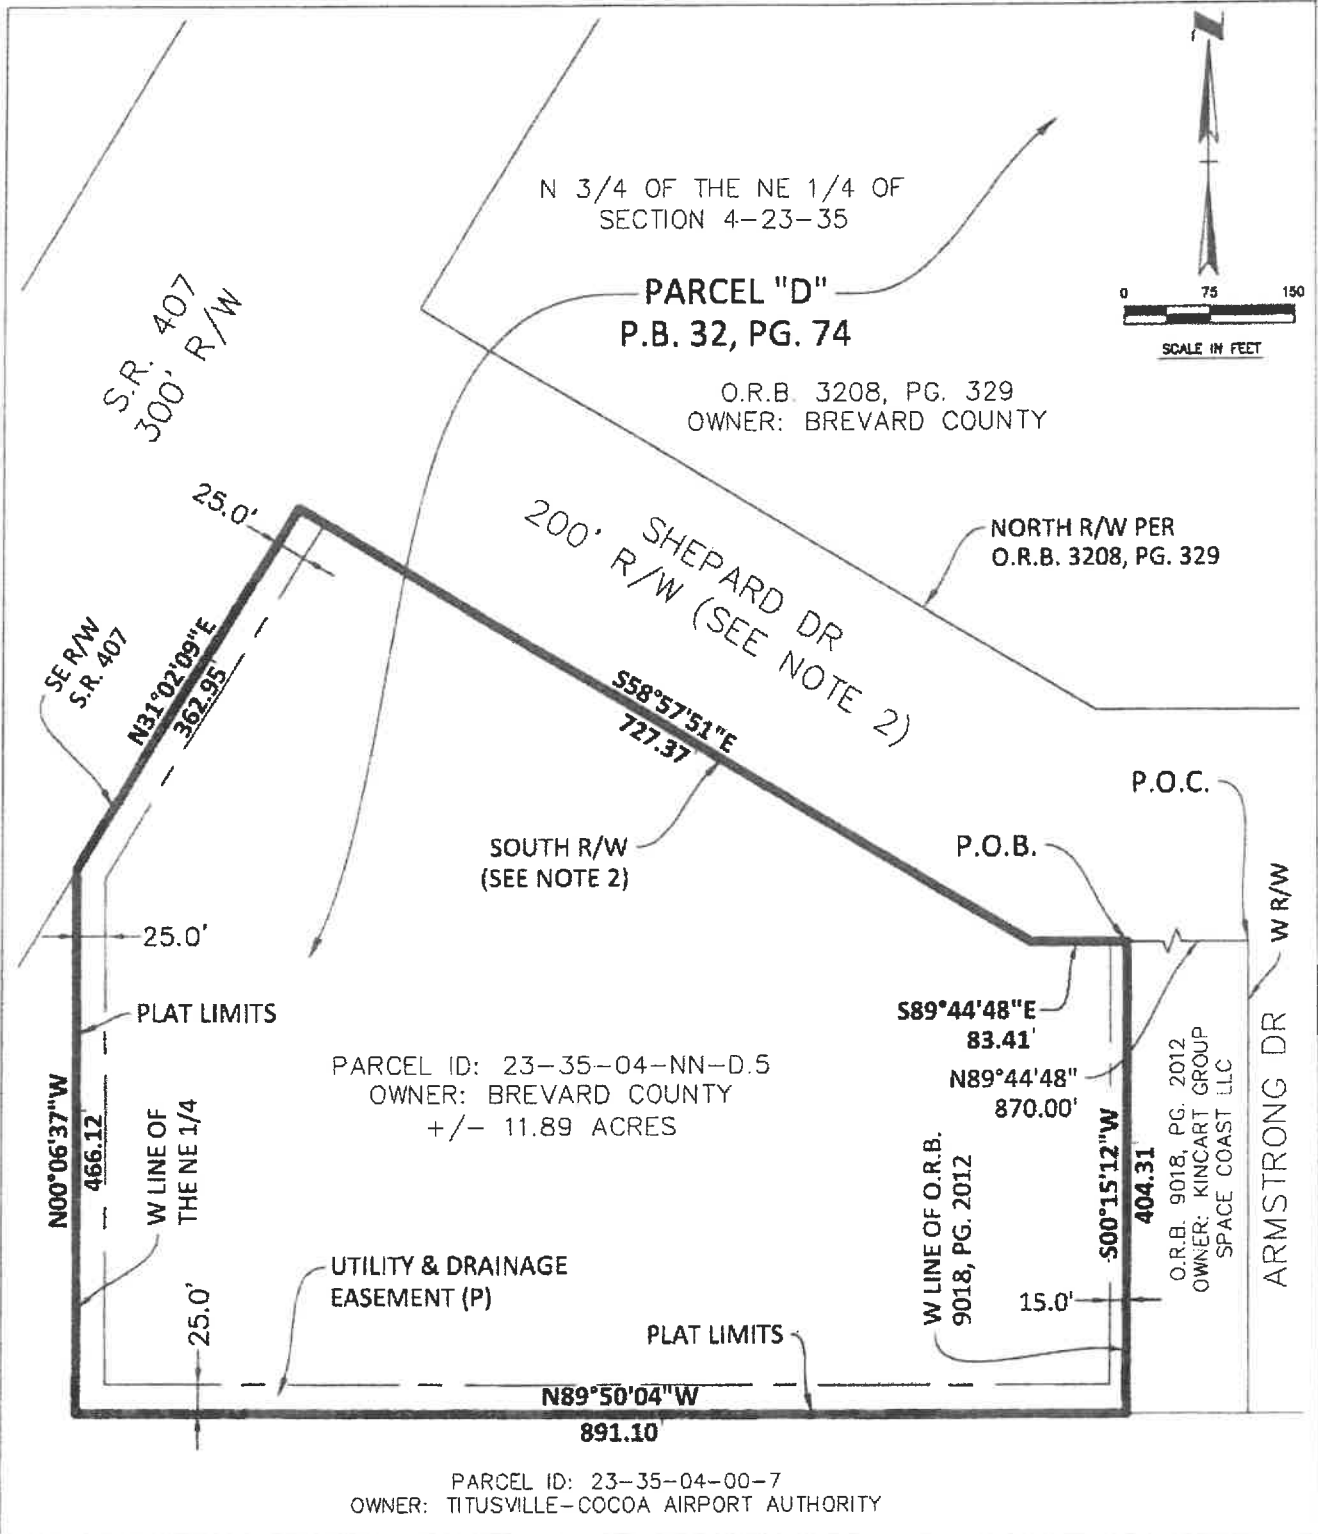 N
N 3/4 OF THE NE 1/4 OF
SECTION 4-23-35
PARCEL "D"
P.B. 32, PG. 74
0 75 150
SCALE IN FEET
S.R. 407
300' R/W
O.R.B. 3208, PG. 329
OWNER: BREVARD COUNTY
25.0'
SHEPARD DR
200' R/W (SEE NOTE 2)
NORTH R/W PER
O.R.B. 3208, PG. 329
SE R/W
S.R. 407
N31°02'09"E
362.95'
S58°57'51"E
727.37'
P.O.C.
SOUTH R/W
(SEE NOTE 2)
P.O.B.
W R/W
25.0'
PLAT LIMITS
S89°44'48"E
83.41'
PARCEL ID: 23-35-04-NN-D.5
OWNER: BREVARD COUNTY
+/- 11.89 ACRES
N89°44'48"
870.00'
N00°06'37"W
466.12'
W LINE OF
THE NE 1/4
W LINE OF O.R.B.
9018, PG. 2012
S00°15'12"W
404.31'
O.R.B. 9018, PG. 2012
OWNER: KINCART GROUP
SPACE COAST LLC
ARMSTRONG DR
UTILITY & DRAINAGE
EASEMENT (P)
25.0'
15.0'
PLAT LIMITS
N89°50'04"W
891.10'
PARCEL ID: 23-35-04-00-7
OWNER: TITUSVILLE-COCOA AIRPORT AUTHORITY